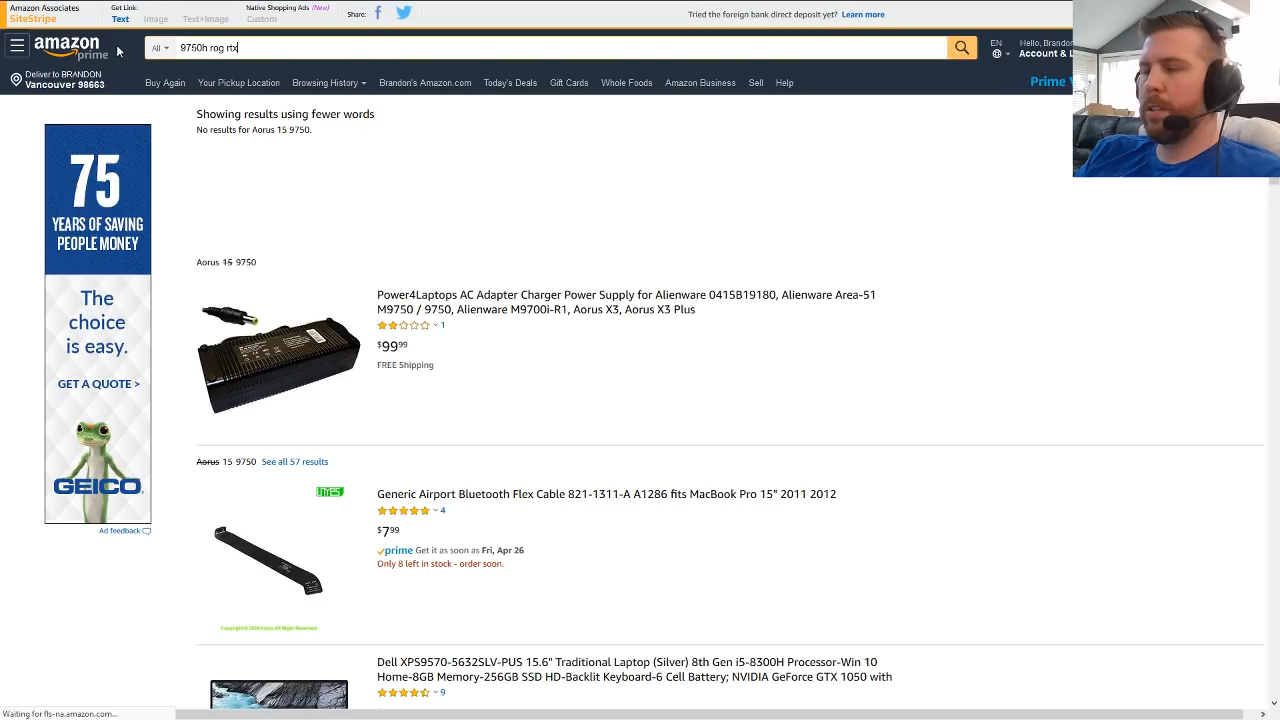 Amazon Associates
SiteStripe
Get Link:
Text Image Text+Image
Native Shopping Ads (New)
Custom
Share:
Tried the foreign bank direct deposit yet? Learn more
amazon
prime
All
9750h rog rtx
EN
Hello, Brandon
Account & L
Deliver to BRANDON
Vancouver 98663
Buy Again Your Pickup Location Browsing History Brandon's Amazon.com Today's Deals Gift Cards Whole Foods Amazon Business Sell Help
Prime
Showing results using fewer words
No results for Aorus 15 9750.
75
YEARS OF SAVING
PEOPLE MONEY
The
choice
is easy.
GET A QUOTE >
GEICO
Ad feedback
Aorus 15 9750
Power4Laptops AC Adapter Charger Power Supply for Alienware 0415B19180, Alienware Area-51
M9750 / 9750, Alienware M9700i-R1, Aorus X3, Aorus X3 Plus
1
$99 99
FREE Shipping
Aorus 15 9750 See all 57 results
Generic Airport Bluetooth Flex Cable 821-1311-A A1286 fits MacBook Pro 15" 2011 2012
4
$7 99
prime Get it as soon as Fri, Apr 26
Only 8 left in stock - order soon.
Dell XPS9570-5632SLV-PUS 15.6" Traditional Laptop (Silver) 8th Gen i5-8300H Processor-Win 10
Home-8GB Memory-256GB SSD HD-Backlit Keyboard-6 Cell Battery; NVIDIA GeForce GTX 1050 with
9
Waiting for fls-na.amazon.com...